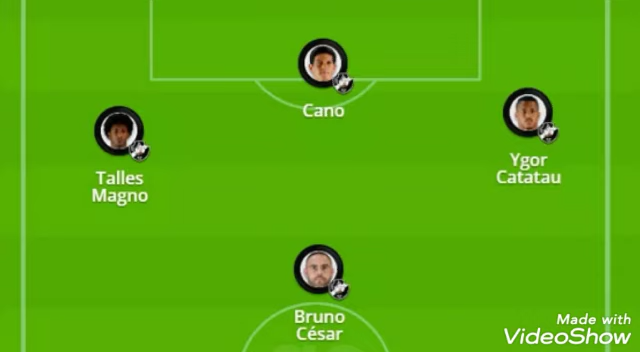 Cano
Talles
Magno
Ygor
Catatau
Bruno
César
Made with
VideoShow